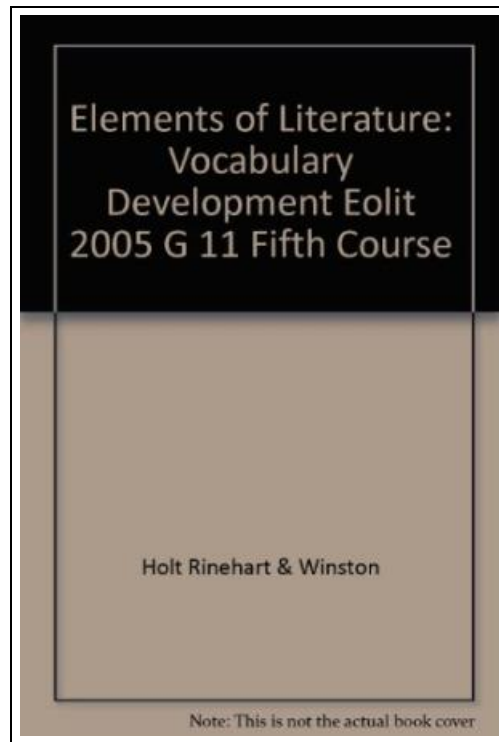 Elements of Literature:
Vocabulary
Development Eolit
2005 G 11 Fifth Course
Holt Rinehart & Winston
Note: This is not the actual book cover